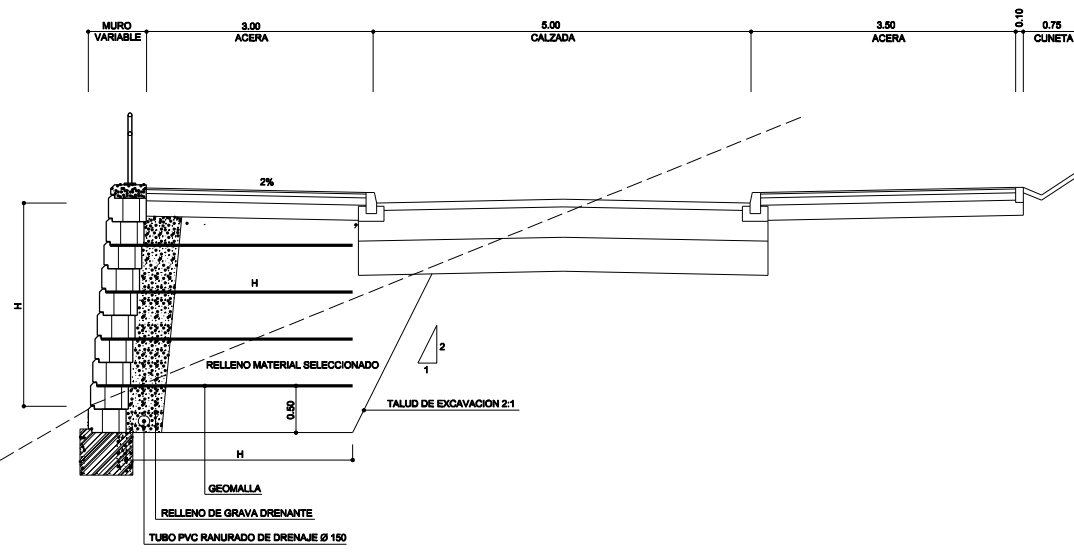 MURO
VARIABLE
3.00
ACERA
5.00
CALZADA
3.50
ACERA
0.10
0.75
CUNETA
2%
H
H
2
1
RELLENO MATERIAL SELECCIONADO
0.50
TALUD DE EXCAVACION 2:1
H
GEOMALLA
RELLENO DE GRAVA DRENANTE
TUBO PVC RANURADO DE DRENAJE Ø 150